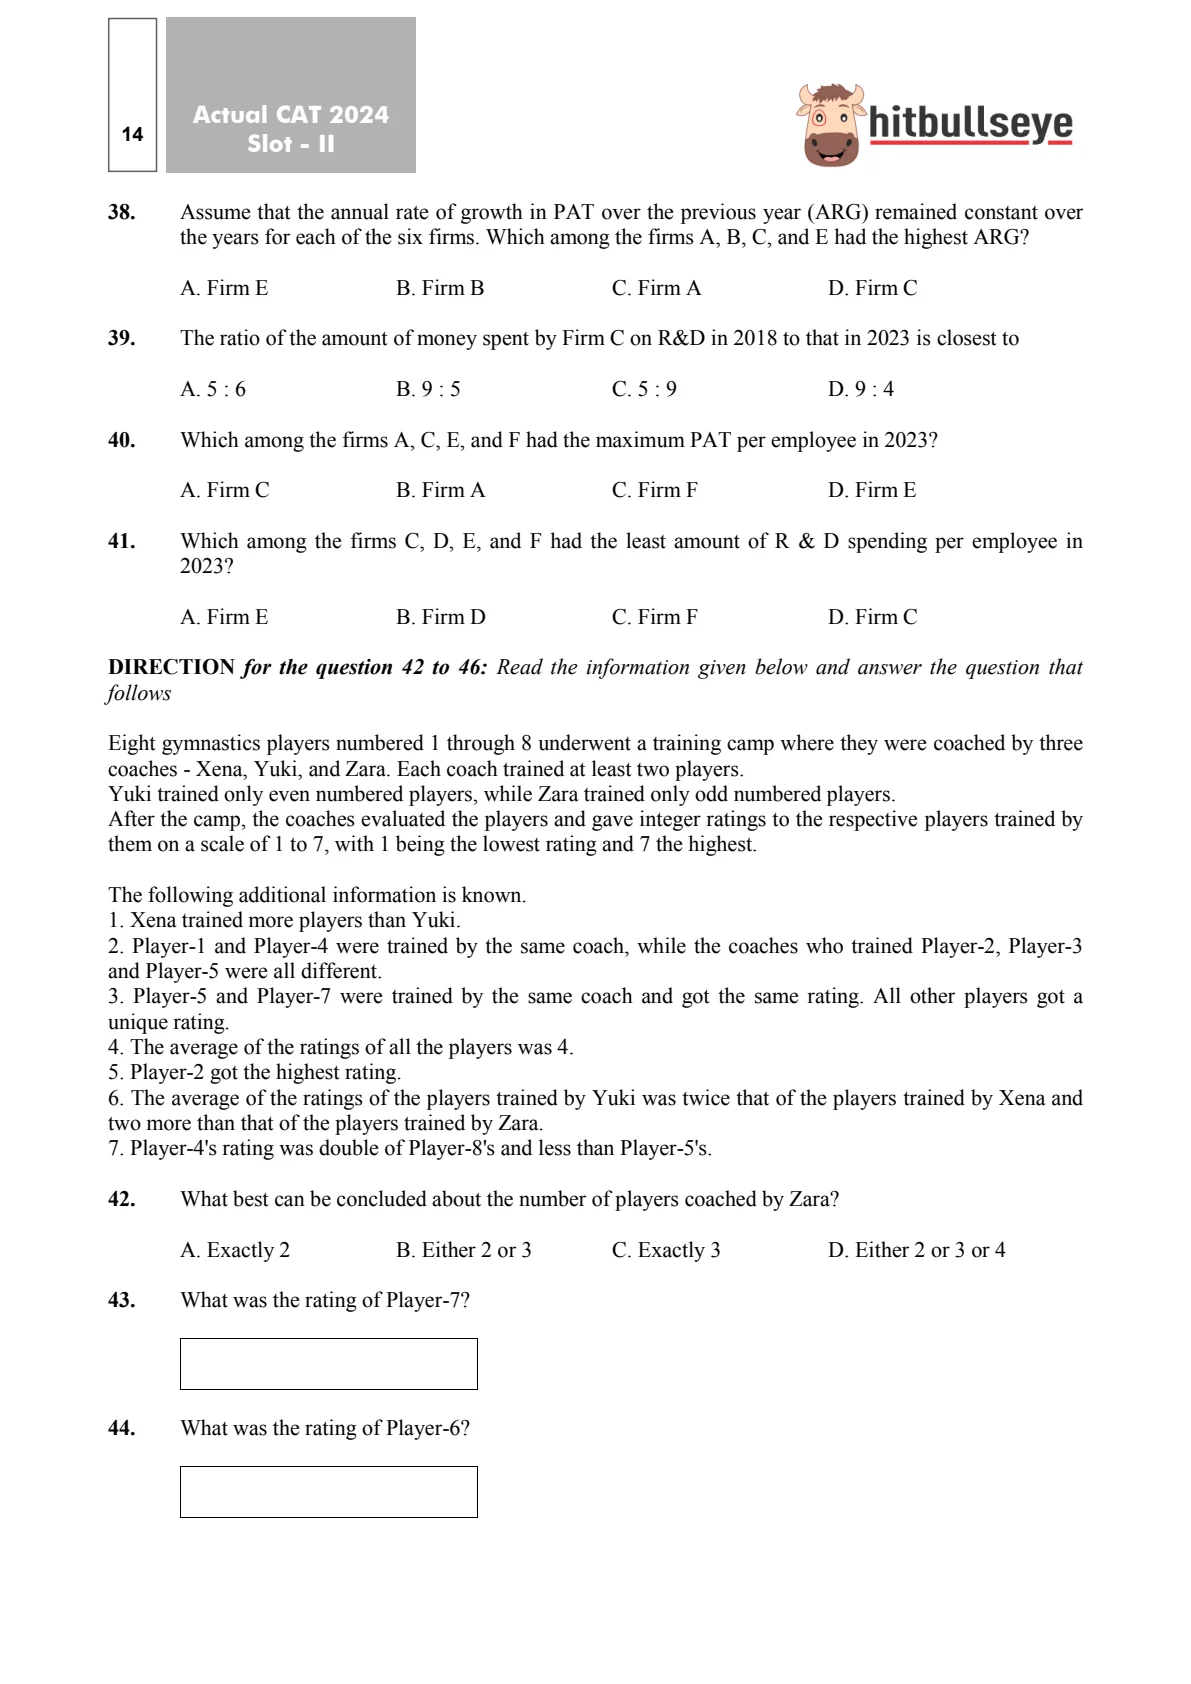 14
Actual CAT 2024
Slot - II
hitbullseye
38. Assume that the annual rate of growth in PAT over the previous year (ARG) remained constant over
the years for each of the six firms. Which among the firms A, B, C, and E had the highest ARG?
A. Firm E B. Firm B C. Firm A D. Firm C
39. The ratio of the amount of money spent by Firm C on R&D in 2018 to that in 2023 is closest to
A. 5 : 6 B. 9 : 5 C. 5 : 9 D. 9 : 4
40. Which among the firms A, C, E, and F had the maximum PAT per employee in 2023?
A. Firm C B. Firm A C. Firm F D. Firm E
41. Which among the firms C, D, E, and F had the least amount of R & D spending per employee in
2023?
A. Firm E B. Firm D C. Firm F D. Firm C
DIRECTION for the question 42 to 46: Read the information given below and answer the question that
follows
Eight gymnastics players numbered 1 through 8 underwent a training camp where they were coached by three
coaches - Xena, Yuki, and Zara. Each coach trained at least two players.
Yuki trained only even numbered players, while Zara trained only odd numbered players.
After the camp, the coaches evaluated the players and gave integer ratings to the respective players trained by
them on a scale of 1 to 7, with 1 being the lowest rating and 7 the highest.
The following additional information is known.
1. Xena trained more players than Yuki.
2. Player-1 and Player-4 were trained by the same coach, while the coaches who trained Player-2, Player-3
and Player-5 were all different.
3. Player-5 and Player-7 were trained by the same coach and got the same rating. All other players got a
unique rating.
4. The average of the ratings of all the players was 4.
5. Player-2 got the highest rating.
6. The average of the ratings of the players trained by Yuki was twice that of the players trained by Xena and
two more than that of the players trained by Zara.
7. Player-4's rating was double of Player-8's and less than Player-5's.
42. What best can be concluded about the number of players coached by Zara?
A. Exactly 2 B. Either 2 or 3 C. Exactly 3 D. Either 2 or 3 or 4
43. What was the rating of Player-7?
44. What was the rating of Player-6?